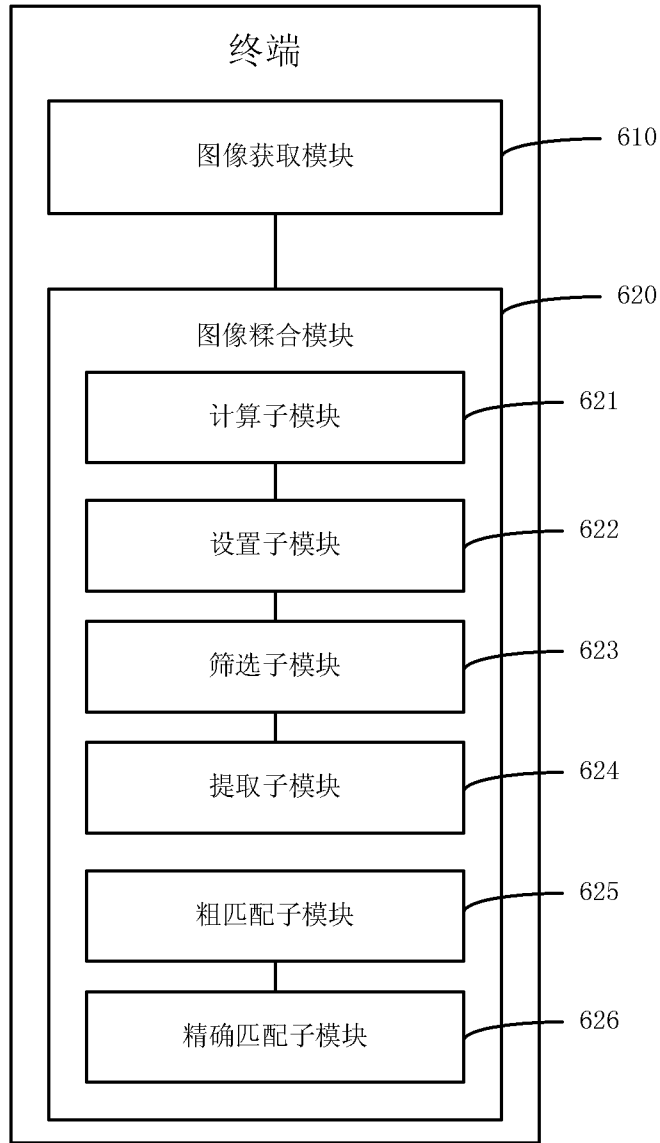 终端
图像获取模块
610
620
图像糅合模块
计算子模块
621
设置子模块
622
筛选子模块
623
提取子模块
624
粗匹配子模块
625
精确匹配子模块
626